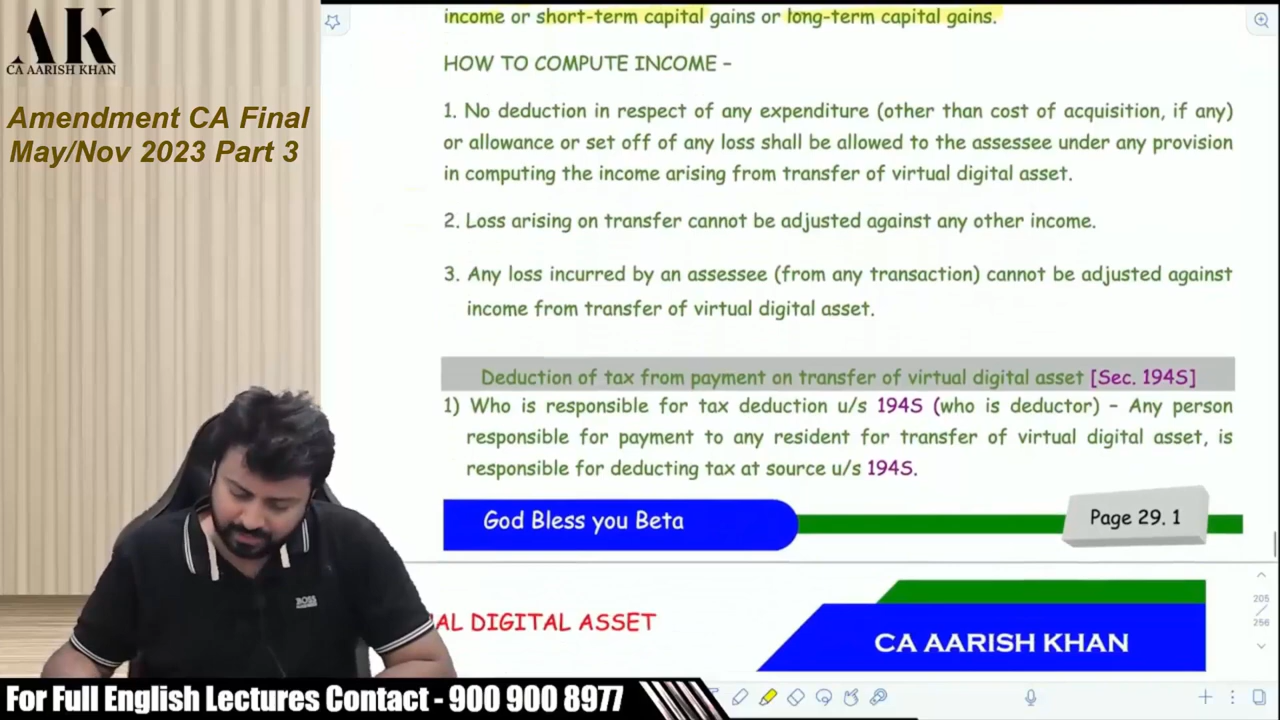 AK
CA AARISH KHAN
Amendment CA Final
May/Nov 2023 Part 3
income or short-term capital gains or long-term capital gains.
HOW TO COMPUTE INCOME –
1. No deduction in respect of any expenditure (other than cost of acquisition, if any)
or allowance or set off of any loss shall be allowed to the assessee under any provision
in computing the income arising from transfer of virtual digital asset.
2. Loss arising on transfer cannot be adjusted against any other income.
3. Any loss incurred by an assessee (from any transaction) cannot be adjusted against
income from transfer of virtual digital asset.
Deduction of tax from payment on transfer of virtual digital asset [Sec. 194S]
1) Who is responsible for tax deduction u/s 194S (who is deductor) – Any person
responsible for payment to any resident for transfer of virtual digital asset, is
responsible for deducting tax at source u/s 194S.
God Bless you Beta
Page 29. 1
AL DIGITAL ASSET
CA AARISH KHAN
205
/
256
BOSS
For Full English Lectures Contact - 900 900 8977